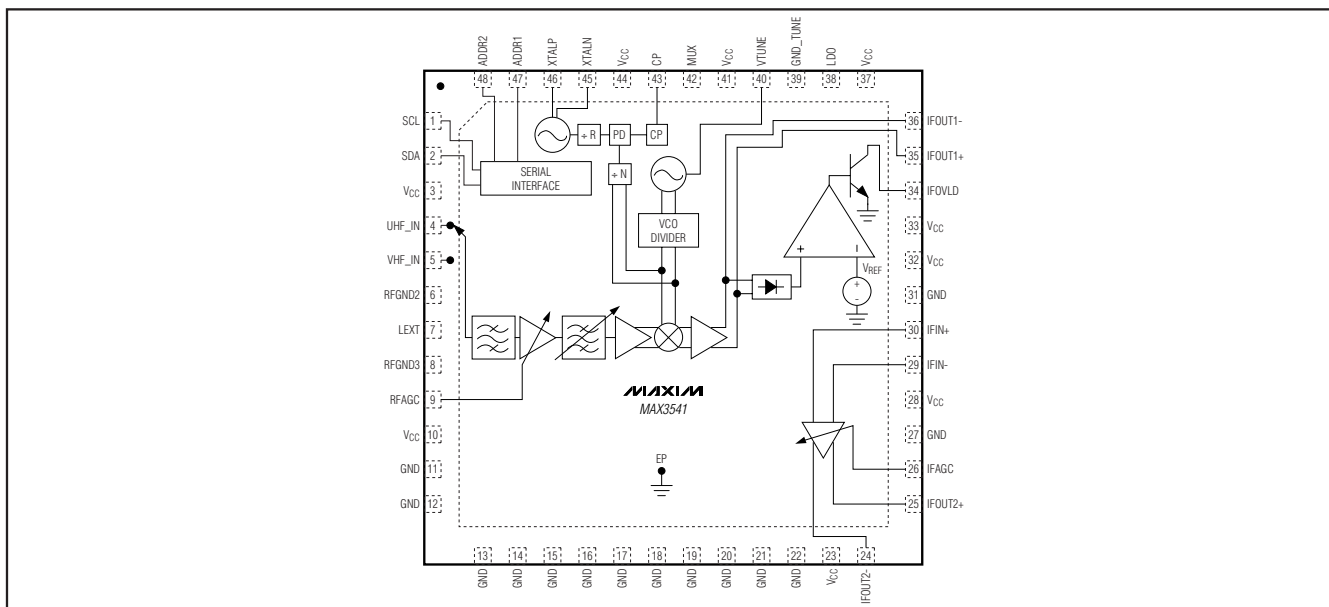 ADDR2
ADDR1
XTALP
XTALN
VCC
CP
MUX
VCC
VTUNE
GND_TUNE
LDO
VCC
48
47
46
45
44
43
42
41
40
39
38
37
SCL 1
SDA 2
VCC 3
UHF_IN 4
VHF_IN 5
RFGND2 6
LEXT 7
RFGND3 8
RFAGC 9
VCC 10
GND 11
GND 12
SERIAL
INTERFACE
÷ R
PD
CP
÷ N
VCO
DIVIDER
+
−
VREF
+
-
MAXIM
MAX3541
EP
36 IFOUT1-
35 IFOUT1+
34 IFOVLD
33 VCC
32 VCC
31 GND
30 IFIN+
29 IFIN-
28 VCC
27 GND
26 IFAGC
25 IFOUT2+
13
14
15
16
17
18
19
20
21
22
23
24
GND
GND
GND
GND
GND
GND
GND
GND
GND
GND
VCC
IFOUT2-